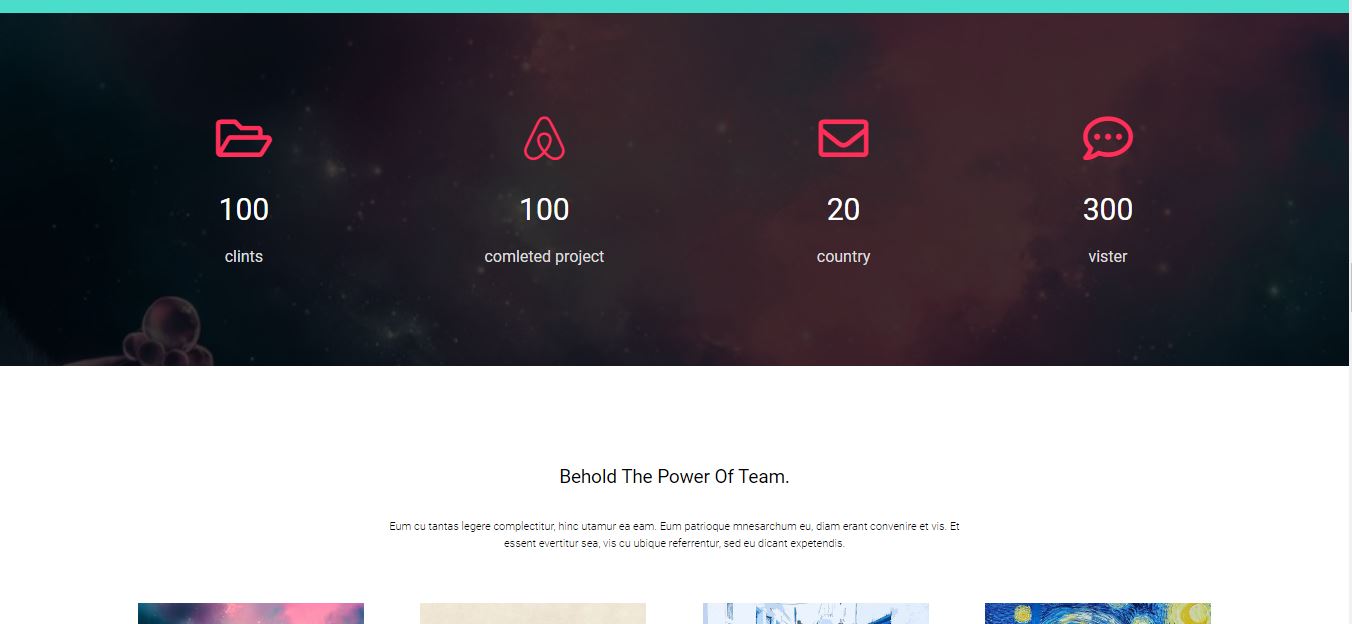 100
100
20
300
clints
comleted project
country
vister
Behold The Power Of Team.
Eum cu tantas legere complectitur, hinc utamur ea eam. Eum patrioque mnesarchum eu, diam erant convenire et vis. Et
essent evertitur sea, vis cu ubique referrentur, sed eu dicant expetendis.